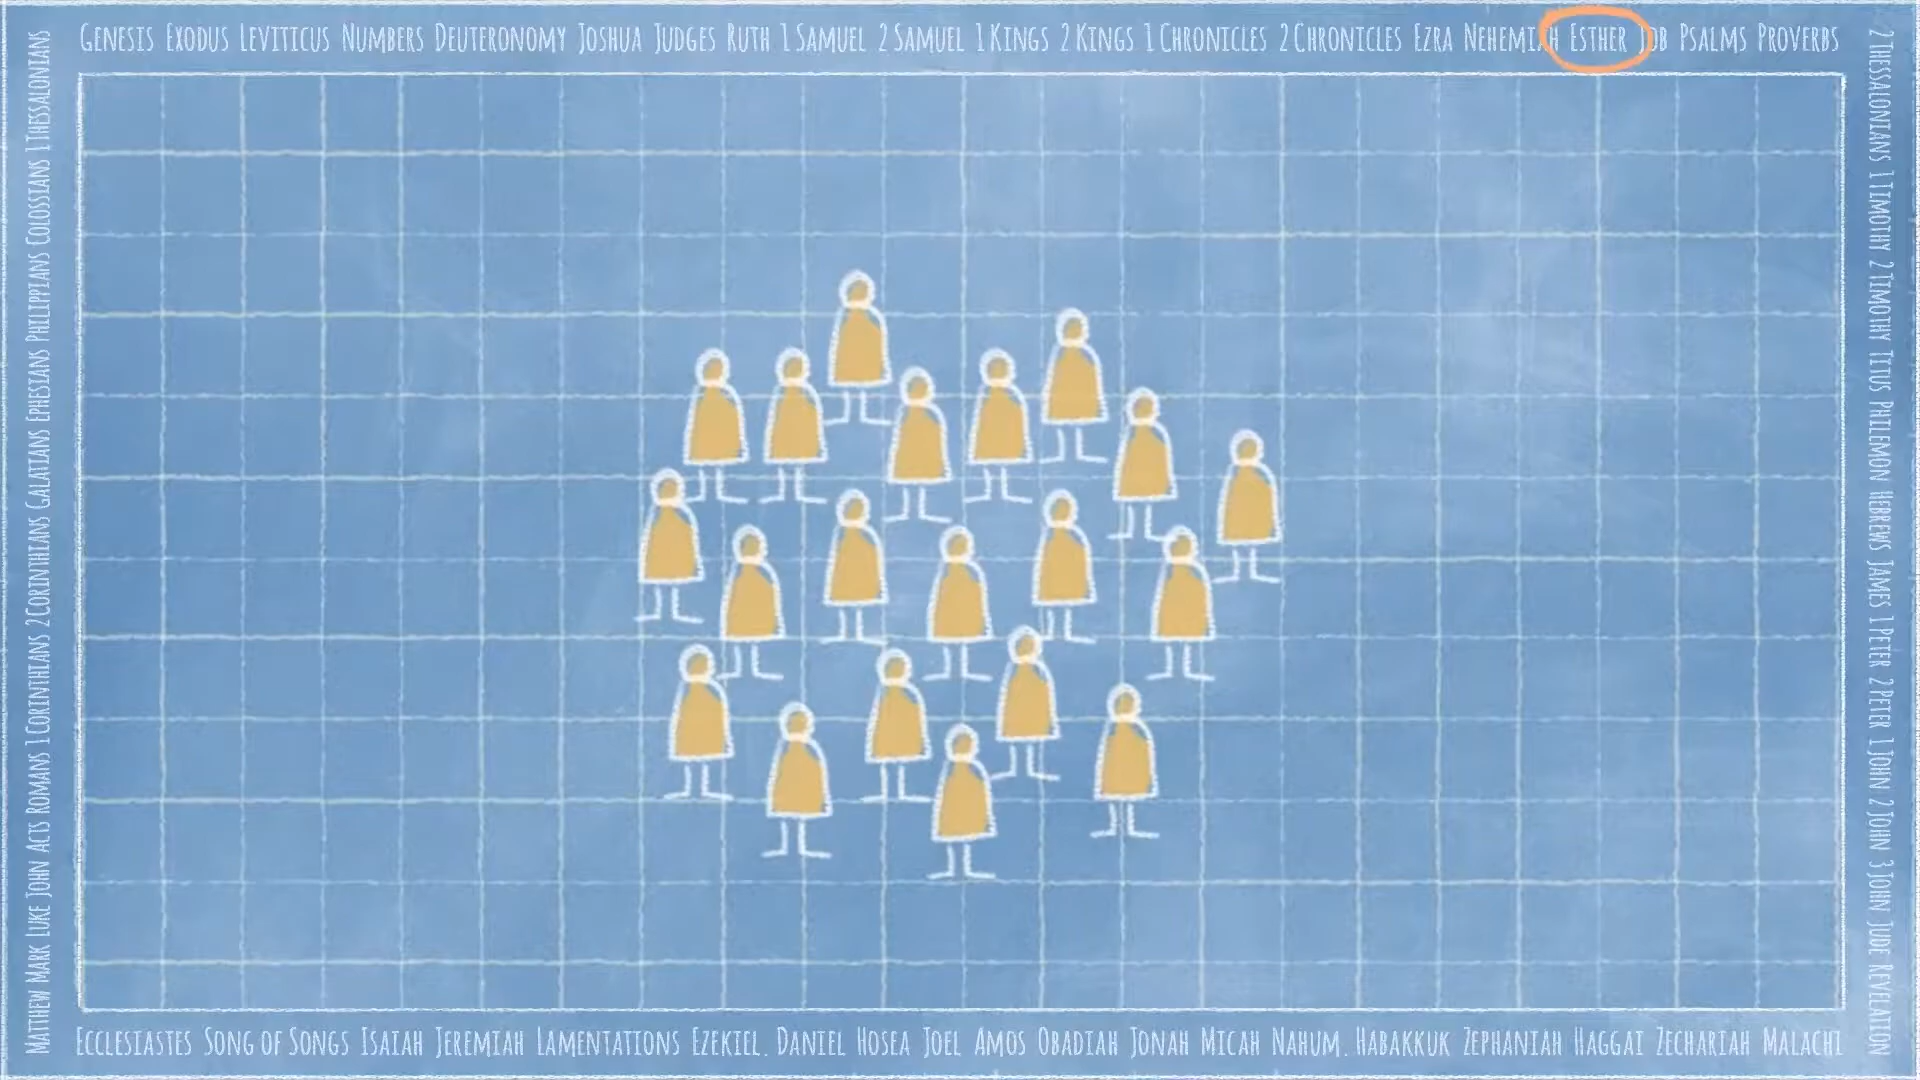 Genesis Exodus Leviticus Numbers Deuteronomy Joshua Judges Ruth 1 Samuel 2 Samuel 1 Kings 2 Kings 1 Chronicles 2 Chronicles Ezra Nehemiah Esther Job Psalms Proverbs
Ecclesiastes Song of Songs Isaiah Jeremiah Lamentations Ezekiel. Daniel Hosea Joel Amos Obadiah Jonah Micah Nahum. Habakkuk Zephaniah Haggai Zechariah Malachi
Matthew Mark Luke John Acts Romans 1 Corinthians 2 Corinthians Galatians Ephesians Philippians Colossians 1 Thessalonians
2 Thessalonians 1 Timothy 2 Timothy Titus Philemon Hebrews James 1 Peter 2 Peter 1 John 2 John 3 John Jude Revelation